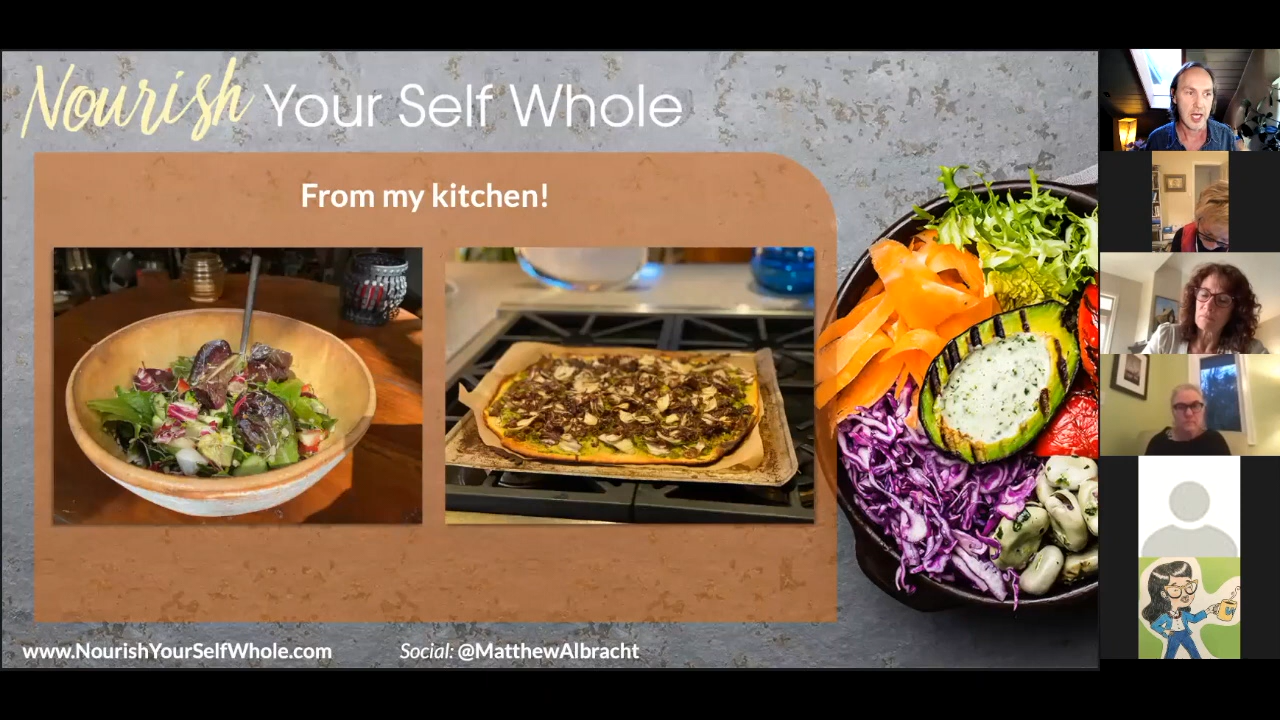 Nourish Your Self Whole
From my kitchen!
www.NourishYourSelfWhole.com
Social: @MatthewAlbracht